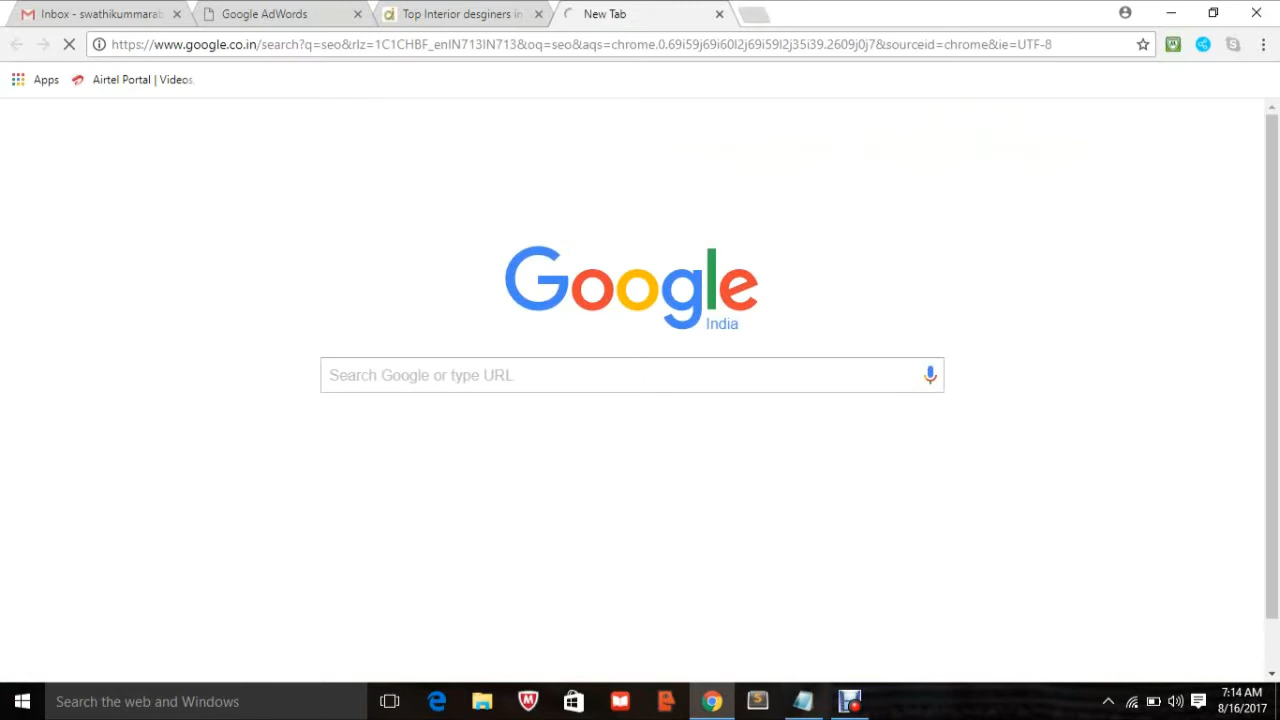 Inbox - swathikummarab
Google AdWords
Top Interior desginers in
New Tab
https://www.google.co.in/search?q=seo&rlz=1C1CHBF_enIN713IN713&oq=seo&aqs=chrome.0.69i59j69i60l2j69i59l2j35i39.2609j0j7&sourceid=chrome&ie=UTF-8
Apps
Airtel Portal | Videos,
Google
India
Search Google or type URL
Search the web and Windows
7:14 AM
8/16/2017